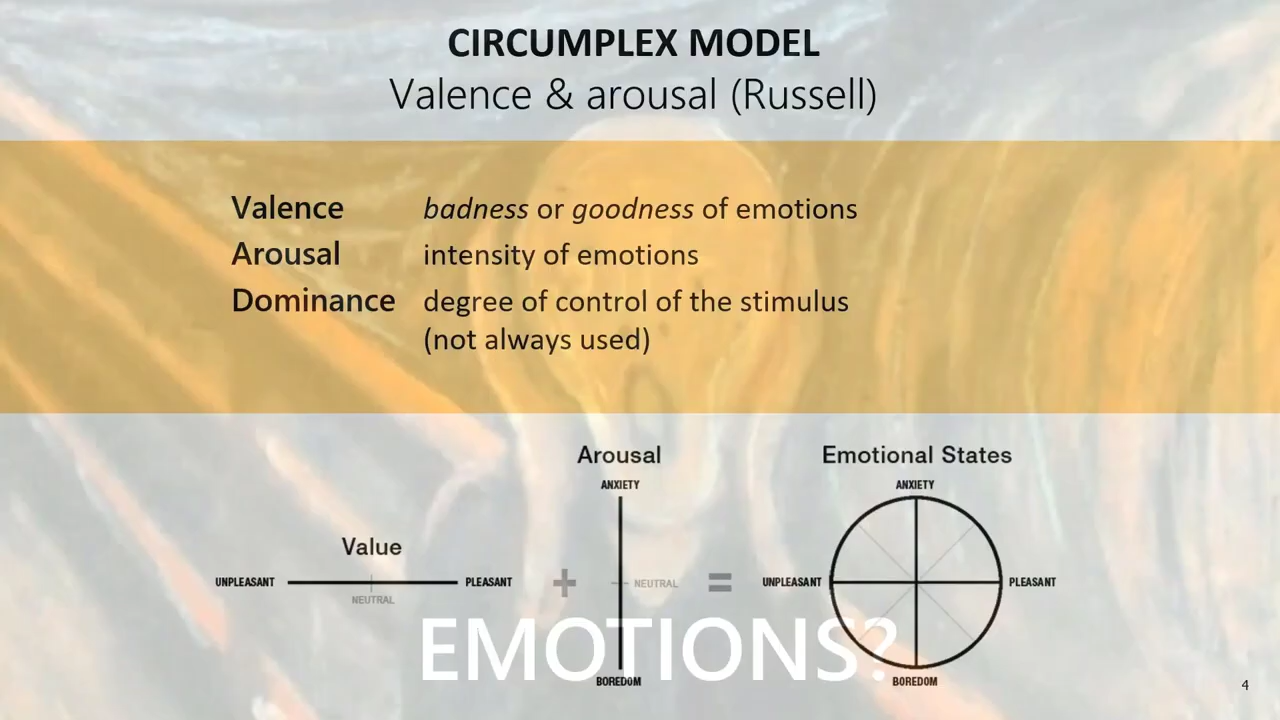 CIRCUMPLEX MODEL
Valence & arousal (Russell)
Valence badness or goodness of emotions
Arousal intensity of emotions
Dominance degree of control of the stimulus
(not always used)
Value
UNPLEASANT PLEASANT
NEUTRAL
+
Arousal
ANXIETY
NEUTRAL
BOREDOM
=
Emotional States
ANXIETY
UNPLEASANT PLEASANT
BOREDOM
EMOTIONS?
4